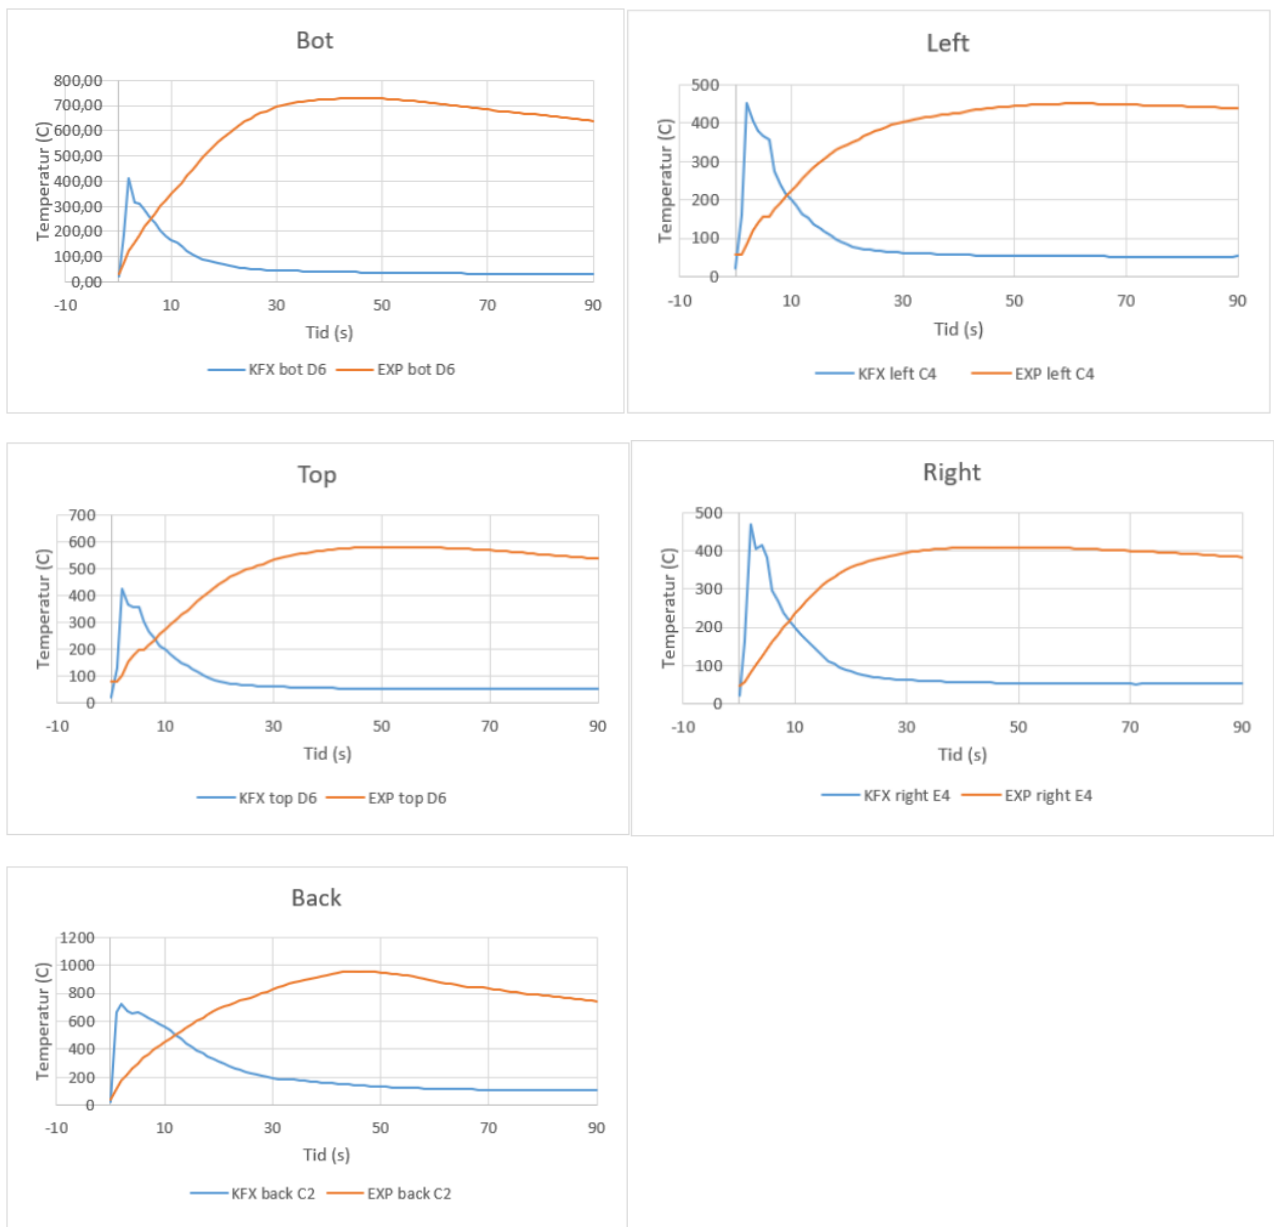 Bot
800,00
700,00
600,00
500,00
400,00
300,00
200,00
100,00
0,00
Temperatur (C)
-10 10 30 50 70 90
Tid (s)
KFX bot D6 EXP bot D6
Left
500
400
300
200
100
0
Temperatur (C)
-10 10 30 50 70 90
Tid (s)
KFX left C4 EXP left C4
Top
700
600
500
400
300
200
100
0
Temperatur (C)
-10 10 30 50 70 90
Tid (s)
KFX top D6 EXP top D6
Right
500
400
300
200
100
0
Temperatur (C)
-10 10 30 50 70 90
Tid (s)
KFX right E4 EXP right E4
Back
1200
1000
800
600
400
200
0
Temperatur (C)
-10 10 30 50 70 90
Tid (s)
KFX back C2 EXP back C2